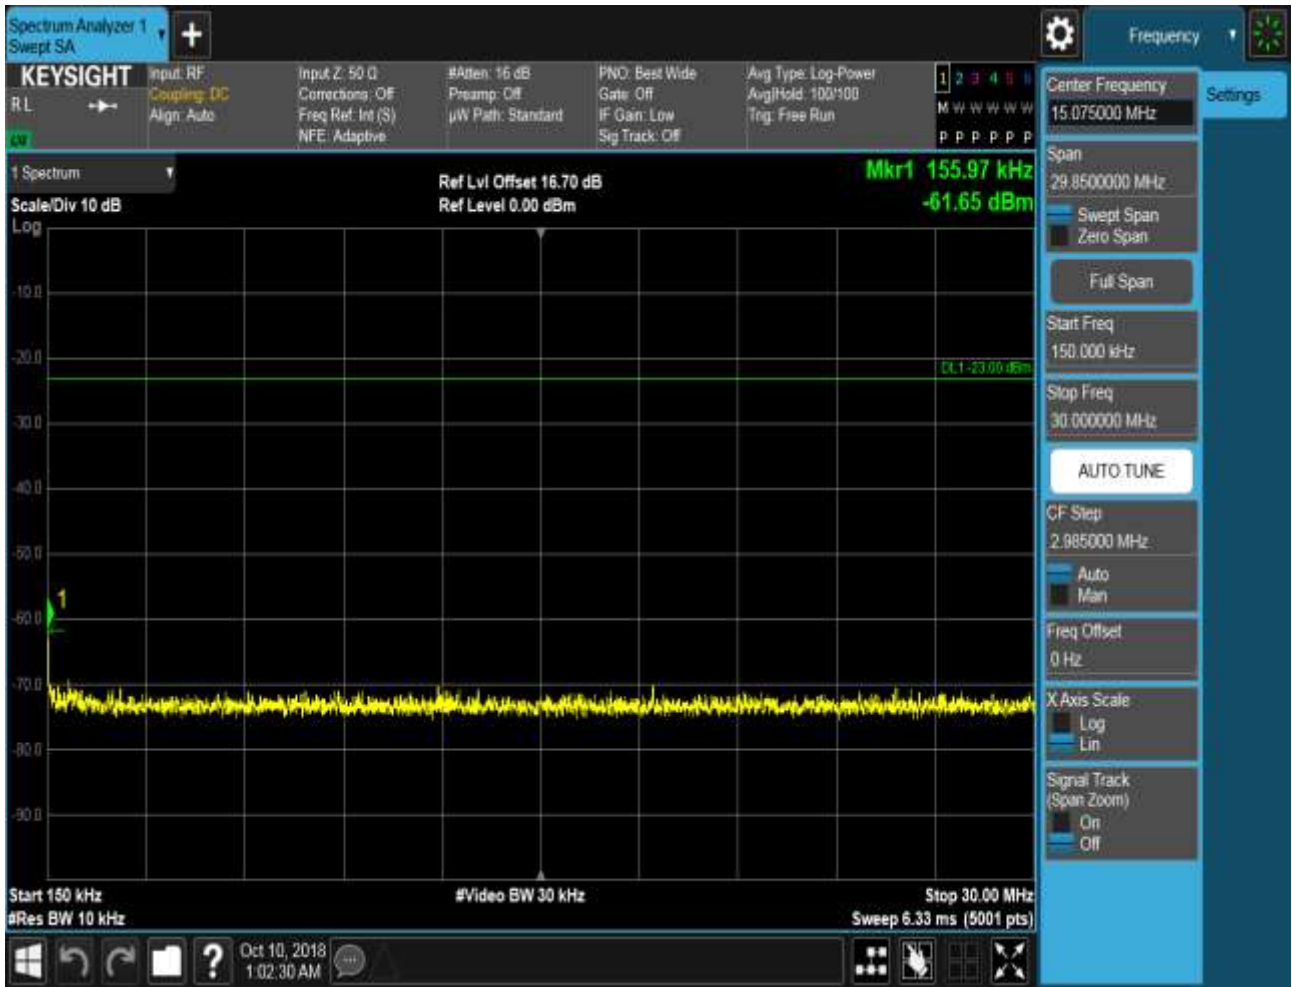 Spectrum Analyzer 1
Swept SA
Frequency
KEYSIGHT
RL
Input: RF
Coupling: DC
Align: Auto
Input Z: 50 Ω
Corrections: Off
Freq Ref: Int (S)
NFE: Adaptive
#Atten: 16 dB
Preamp: Off
µW Path: Standard
PNO: Best Wide
Gate: Off
IF Gain: Low
Sig Track: Off
Avg Type: Log-Power
Avg|Hold: 100/100
Trig: Free Run
1 2 3 4 5 6
M W W W W W
P P P P P P
1 Spectrum
Scale/Div 10 dB
Ref Lvl Offset 16.70 dB
Ref Level 0.00 dBm
Mkr1 155.97 kHz
-61.65 dBm
Log
-10.0
-20.0
-30.0
-40.0
-50.0
-60.0
-70.0
-80.0
-90.0
DL1 -23.00 dBm
1
Start 150 kHz
#Res BW 10 kHz
#Video BW 30 kHz
Stop 30.00 MHz
Sweep 6.33 ms (5001 pts)
Oct 10, 2018
1:02:30 AM
Center Frequency
15.075000 MHz
Settings
Span
29.8500000 MHz
Swept Span
Zero Span
Full Span
Start Freq
150.000 kHz
Stop Freq
30.000000 MHz
AUTO TUNE
CF Step
2.985000 MHz
Auto
Man
Freq Offset
0 Hz
X Axis Scale
Log
Lin
Signal Track
(Span Zoom)
On
Off